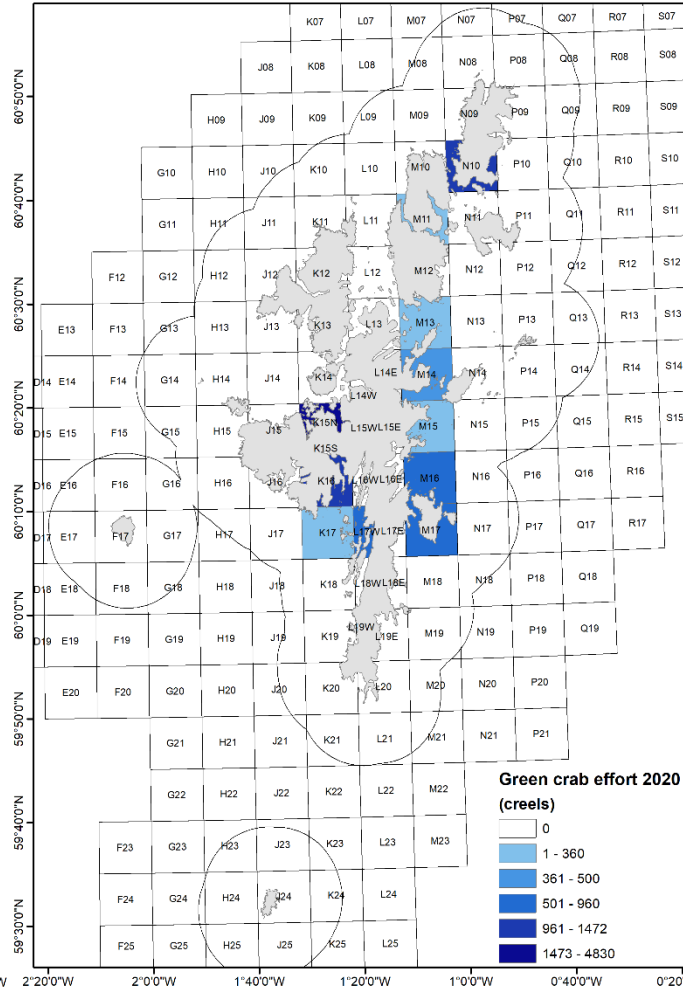 K07 L07 M07 N07 P07 Q07 R07 S07
J08 K08 L08 M08 N08 P08 Q08 R08 S08
60°50'0"N
H09 J09 K09 L09 M09 N09 P09 Q09 R09 S09
G10 H10 J10 K10 L10 M10 N10 P10 Q10 R10 S10
60°40'0"N
G11 H11 J11 K11 L11 M11 N11 P11 Q11 R11 S11
F12 G12 H12 J12 K12 L12 M12 N12 P12 Q12 R12 S12
60°30'0"N
E13 F13 G13 H13 J13 K13 L13 M13 N13 P13 Q13 R13 S13
D14 E14 F14 G14 H14 J14 K14 L14W L14E M14 N14 P14 Q14 R14 S14
60°20'0"N
D15 E15 F15 G15 H15 J15 K15N K15S L15W L15E M15 N15 P15 Q15 R15 S15
D16 E16 F16 G16 H16 J16 K16 L16W L16E M16 N16 P16 Q16 R16
60°10'0"N
D17 E17 F17 G17 H17 J17 K17 L17W L17E M17 N17 P17 Q17 R17
D18 E18 F18 G18 H18 J18 K18 L18W L18E M18 N18 P18 Q18
60°0'0"N
D19 E19 F19 G19 H19 J19 K19 L19W L19E M19 N19 P19 Q19
E20 F20 G20 H20 J20 K20 L20 M20 N20 P20
59°50'0"N
G21 H21 J21 K21 L21 M21 N21 P21
G22 H22 J22 K22 L22 M22
59°40'0"N
F23 G23 H23 J23 K23 L23 M23
F24 G24 H24 J24 K24 L24
59°30'0"N
F25 G25 H25 J25 K25 L25
Green crab effort 2020
(creels)
0
1 - 360
361 - 500
501 - 960
961 - 1472
1473 - 4830
2°20'0"W 2°0'0"W 1°40'0"W 1°20'0"W 1°0'0"W 0°40'0"W 0°20'0